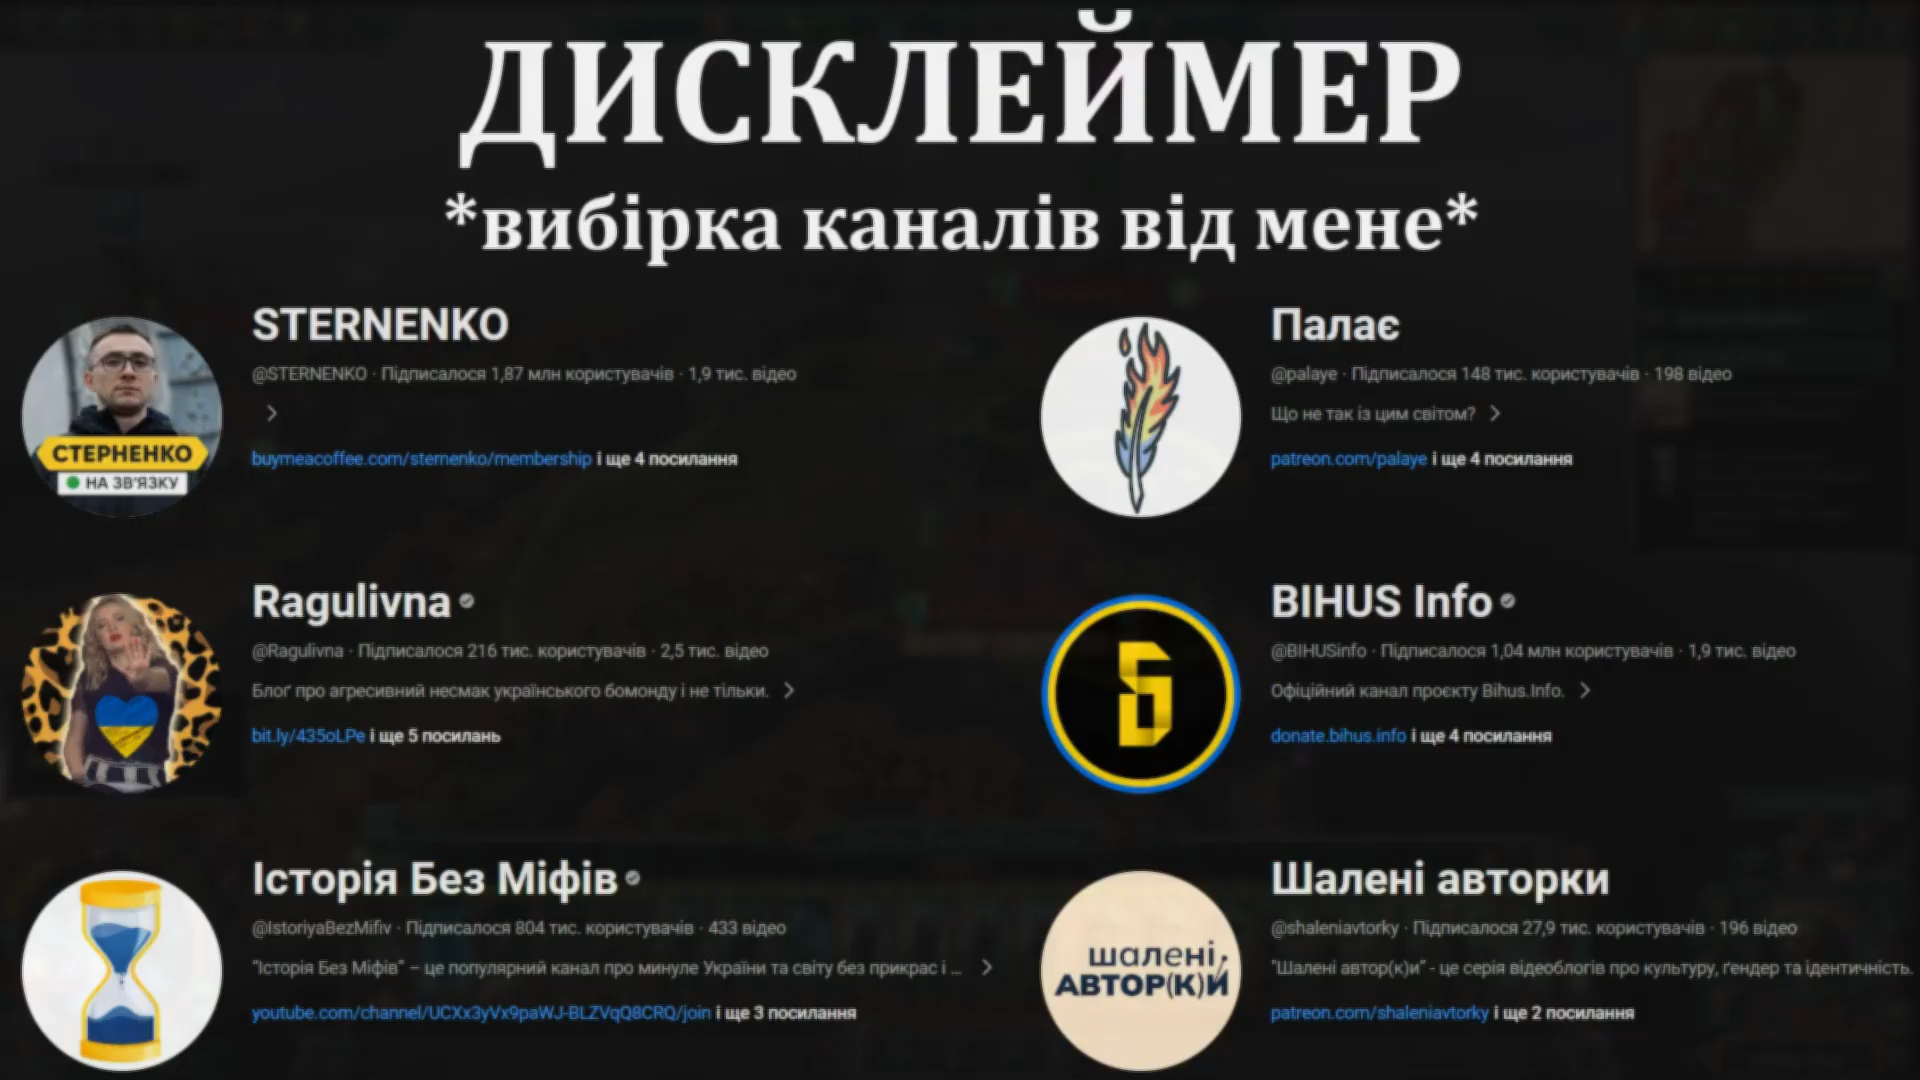 ДИСКЛЕЙМЕР
*вибірка каналів від мене*
STERNENKO
@STERNENKO · Підписалося 1,87 млн користувачів · 1,9 тис. відео
buymeacoffee.com/sternenko/membership і ще 4 посилання
СТЕРНЕНКО
НА ЗВ'ЯЗКУ
Палає
@palaye · Підписалося 148 тис. користувачів · 198 відео
Що не так із цим світом?
patreon.com/palaye і ще 4 посилання
Ragulivna
@Ragulivna · Підписалося 216 тис. користувачів · 2,5 тис. відео
Блоґ про агресивний несмак українського бомонду і не тільки.
bit.ly/435oLPe і ще 5 посилань
BIHUS Info
@BIHUSinfo · Підписалося 1,04 млн користувачів · 1,9 тис. відео
Офіційний канал проєкту Bihus.Info.
donate.bihus.info і ще 4 посилання
Історія Без Міфів
@IstoriyaBezMifiv · Підписалося 804 тис. користувачів · 433 відео
"Історія Без Міфів" – це популярний канал про минуле України та світу без прикрас і ...
youtube.com/channel/UCXx3yVx9paWJ-BLZVqQ8CRQ/join і ще 3 посилання
Шалені авторки
@shaleniavtorky · Підписалося 27,9 тис. користувачів · 196 відео
"Шалені автор(к)и" - це серія відеоблогів про культуру, ґендер та ідентичність.
patreon.com/shaleniavtorky і ще 2 посилання
шалені
АВТОР(К)И